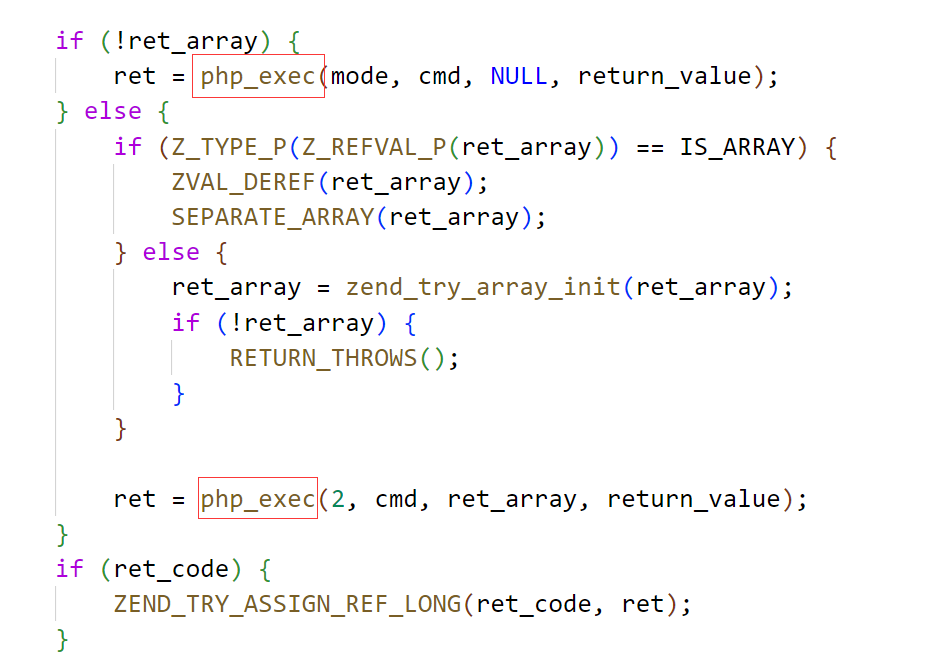 if (!ret_array) {
    ret = php_exec(mode, cmd, NULL, return_value);
} else {
    if (Z_TYPE_P(Z_REFVAL_P(ret_array)) == IS_ARRAY) {
        ZVAL_DEREF(ret_array);
        SEPARATE_ARRAY(ret_array);
    } else {
        ret_array = zend_try_array_init(ret_array);
        if (!ret_array) {
            RETURN_THROWS();
        }
    }

    ret = php_exec(2, cmd, ret_array, return_value);
}
if (ret_code) {
    ZEND_TRY_ASSIGN_REF_LONG(ret_code, ret);
}